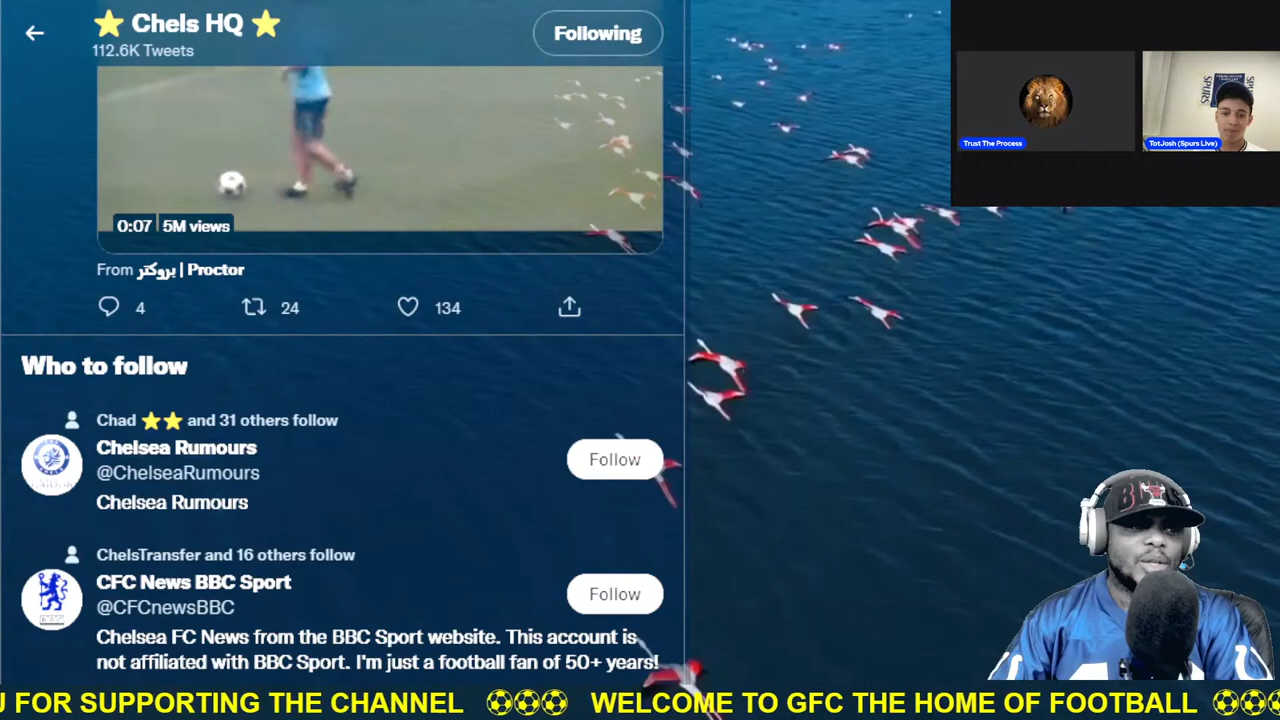 ⭐ Chels HQ ⭐
Following
112.6K Tweets
0:07 5M views
From بروكتر | Proctor
4 24 134
Who to follow
Chad ⭐⭐ and 31 others follow
Chelsea Rumours
@ChelseaRumours
Follow
Chelsea Rumours
ChelsTransfer and 16 others follow
CFC News BBC Sport
@CFCnewsBBC
Follow
Chelsea FC News from the BBC Sport website. This account is
not affiliated with BBC Sport. I'm just a football fan of 50+ years!
Trust The Process
SPURS
SPURS
TotJosh (Spurs Live)
BULLS
U FOR SUPPORTING THE CHANNEL ⚽⚽⚽ WELCOME TO GFC THE HOME OF FOOTBALL ⚽⚽